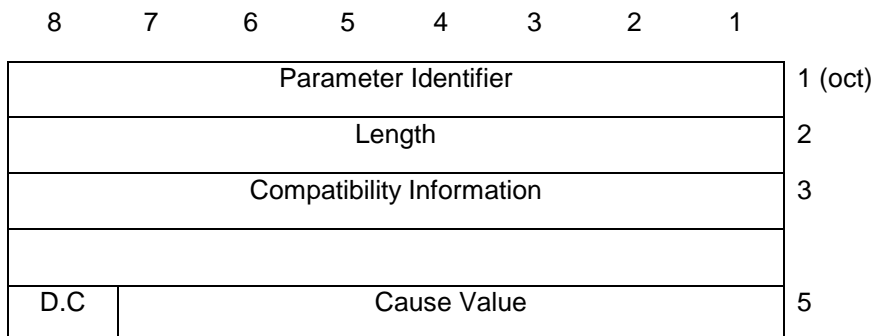 8 7 6 5 4 3 2 1
Parameter Identifier 1 (oct)
Length 2
Compatibility Information 3
D.C Cause Value 5